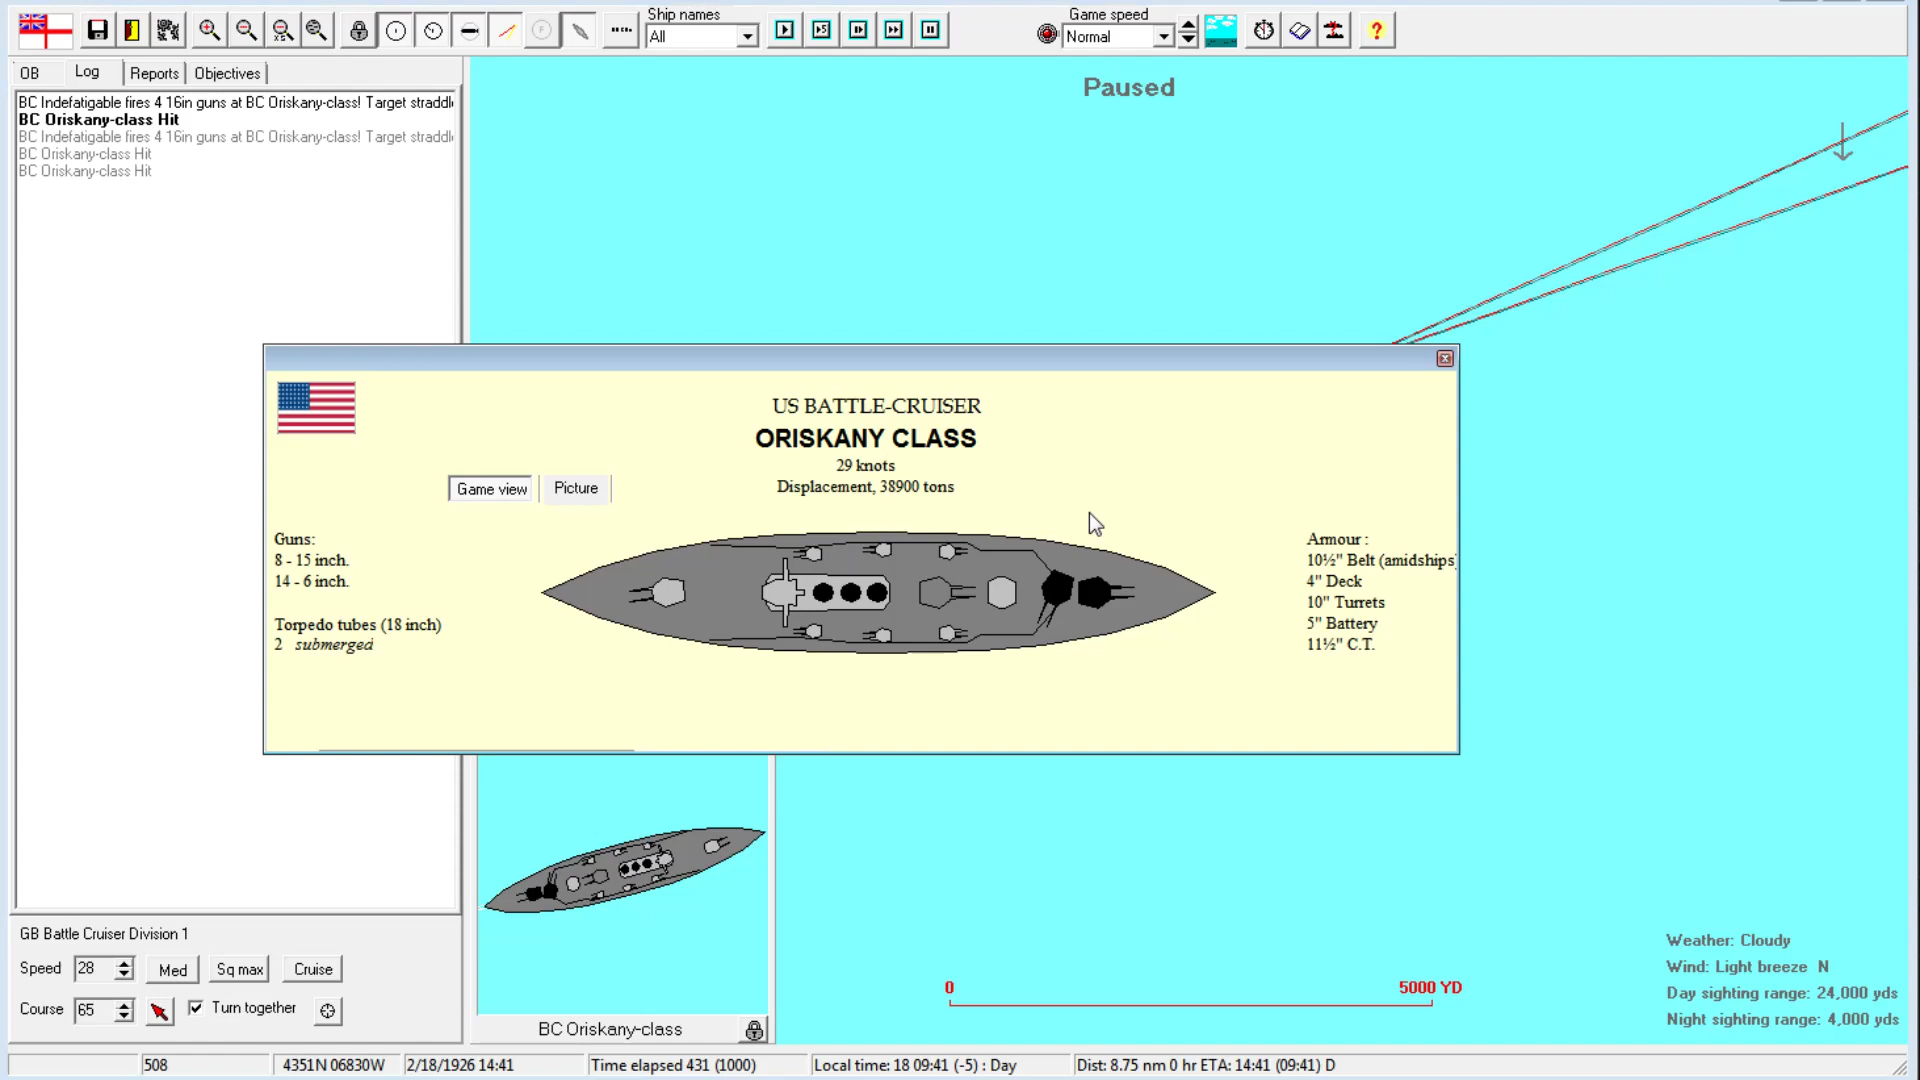 Ship names
All
Game speed
Normal
OB
Log
Reports
Objectives
BC Indefatigable fires 4 16in guns at BC Oriskany-class! Target straddl
BC Oriskany-class Hit
BC Indefatigable fires 4 16in guns at BC Oriskany-class! Target straddl
BC Oriskany-class Hit
BC Oriskany-class Hit
Paused
US BATTLE-CRUISER
ORISKANY CLASS
29 knots
Displacement, 38900 tons
Game view
Picture
Guns:
8 - 15 inch.
14 - 6 inch.
Torpedo tubes (18 inch)
2 submerged
Armour :
10½" Belt (amidships)
4" Deck
10" Turrets
5" Battery
11½" C.T.
GB Battle Cruiser Division 1
Speed 28 Med Sq max Cruise
Course 65 Turn together
BC Oriskany-class
0 5000 YD
Weather: Cloudy
Wind: Light breeze N
Day sighting range: 24,000 yds
Night sighting range: 4,000 yds
508 4351N 06830W 2/18/1926 14:41 Time elapsed 431 (1000) Local time: 18 09:41 (-5) : Day Dist: 8.75 nm 0 hr ETA: 14:41 (09:41) D